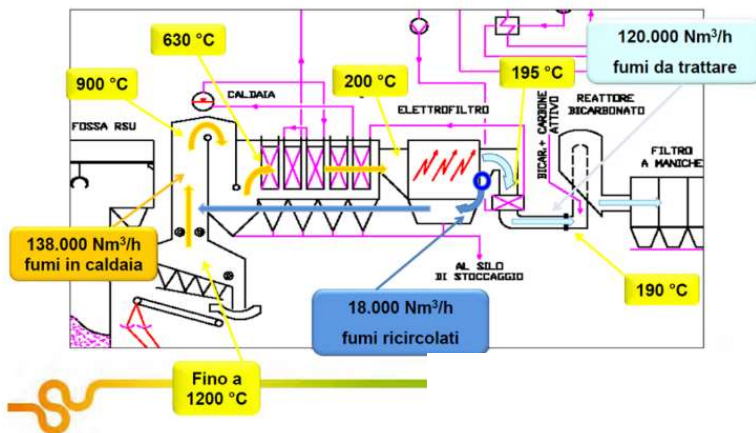 630 °C
120.000 Nm³/h
fumi da trattare
900 °C
200 °C
195 °C
CALDAIA
ELETTROFILTRO
BICAR.+ CARBONE
ATTIVO
REATTORE
BICARBONATO
FOSSA RSU
FILTRO
A MANICHE
138.000 Nm³/h
fumi in caldaia
AL SILO
DI STOCCAGGIO
190 °C
18.000 Nm³/h
fumi ricircolati
Fino a
1200 °C